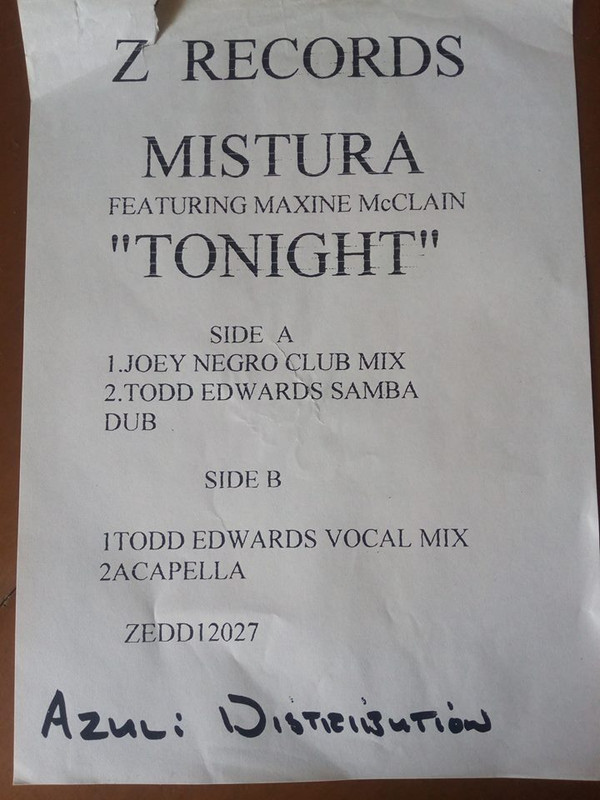 Z RECORDS
MISTURA
FEATURING MAXINE McCLAIN
"TONIGHT"
SIDE A
1.JOEY NEGRO CLUB MIX
2.TODD EDWARDS SAMBA
DUB
SIDE B
1TODD EDWARDS VOCAL MIX
2ACAPELLA
ZEDD12027
AZULi DISTRIBUTION